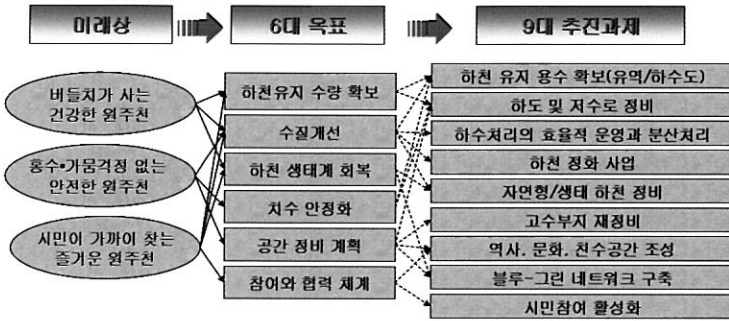 미래상
6대 목표
9대 추진과제
버들치가 사는
건강한 원주천
홍수•가뭄걱정 없는
안전한 원주천
시민이 가까이 찾는
즐거운 원주천
하천유지 수량 확보
수질개선
하천 생태계 회복
치수 안정화
공간 정비 계획
참여와 협력 체계
하천 유지 용수 확보(유역/하수도)
하도 및 저수로 정비
하수처리의 효율적 운영과 분산처리
하천 정화 사업
자연형/생태 하천 정비
고수부지 재정비
역사, 문화, 친수공간 조성
블루-그린 네트워크 구축
시민참여 활성화